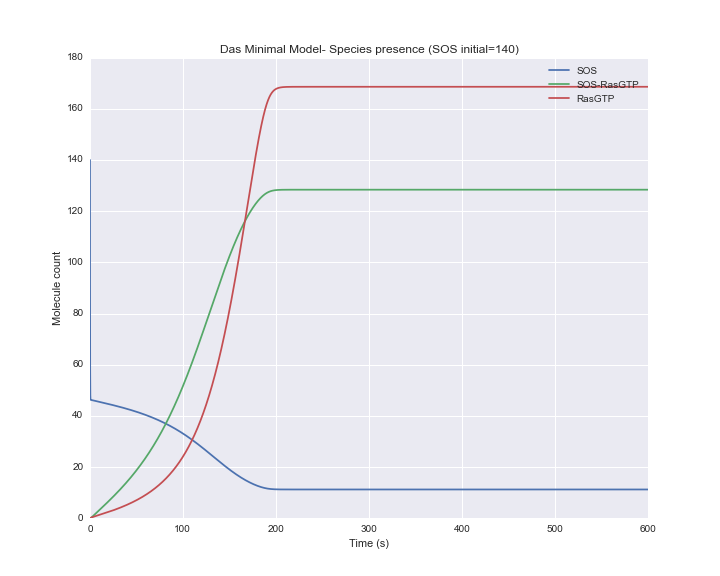 Das Minimal Model- Species presence (SOS initial=140)
SOS
SOS-RasGTP
RasGTP
Molecule count
180
160
140
120
100
80
60
40
20
0
0 100 200 300 400 500 600
Time (s)